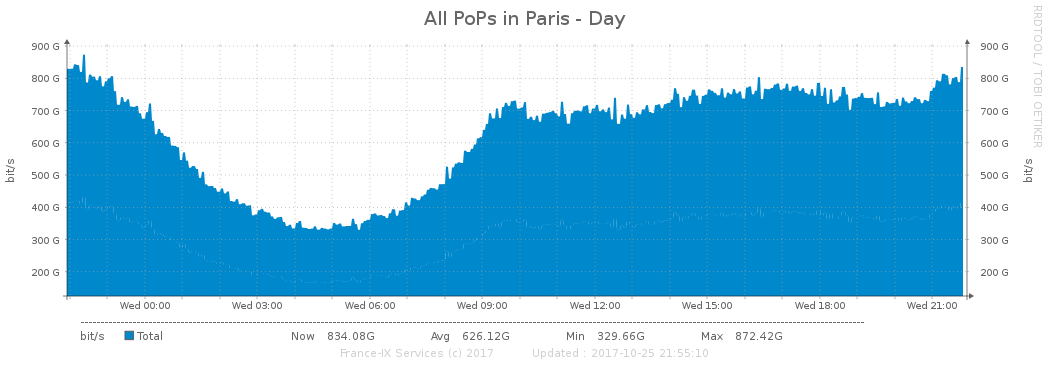 All PoPs in Paris - Day
RRDTOOL / TOBI OETIKER
900 G 900 G
800 G 800 G
700 G 700 G
600 G 600 G
500 G 500 G
400 G 400 G
300 G 300 G
200 G 200 G
bit/s
bit/s
Wed 00:00 Wed 03:00 Wed 06:00 Wed 09:00 Wed 12:00 Wed 15:00 Wed 18:00 Wed 21:00
bit/s Total Now 834.08G Avg 626.12G Min 329.66G Max 872.42G
France-IX Services (c) 2017 Updated : 2017-10-25 21:55:10